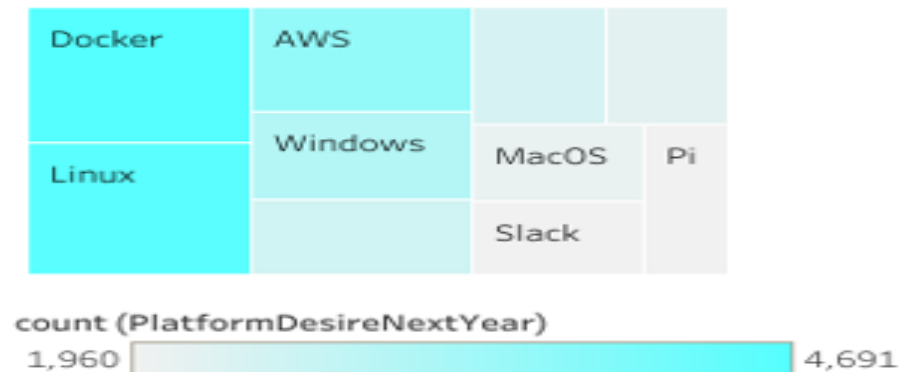 Docker
AWS
Windows
Linux
MacOS
Pi
Slack
count (PlatformDesireNextYear)
1,960
4,691